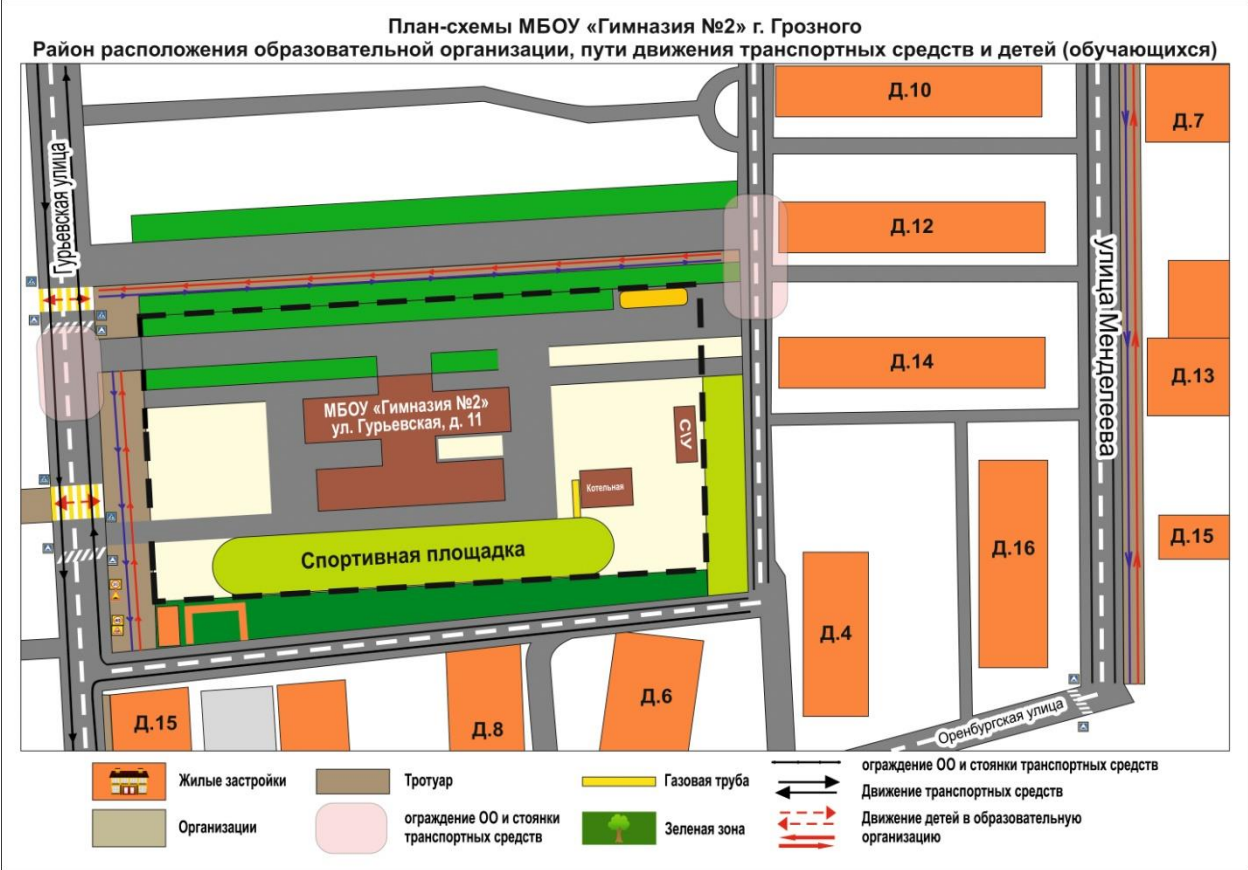 План-схемы МБОУ «Гимназия №2» г. Грозного
Район расположения образовательной организации, пути движения транспортных средств и детей (обучающихся)
Гурьевская улица
Д.10
Д.7
Д.12
улица Менделеева
Д.14
Д.13
МБОУ «Гимназия №2»
ул. Гурьевская, д. 11
С\У
Котельная
Спортивная площадка
Д.16
Д.15
Д.4
Д.6
Д.15
Д.8
Оренбургская улица
Жилые застройки
Тротуар
Газовая труба
ограждение ОО и стоянки транспортных средств
Движение транспортных средств
Организации
ограждение ОО и стоянки
транспортных средств
Зеленая зона
Движение детей в образовательную
организацию